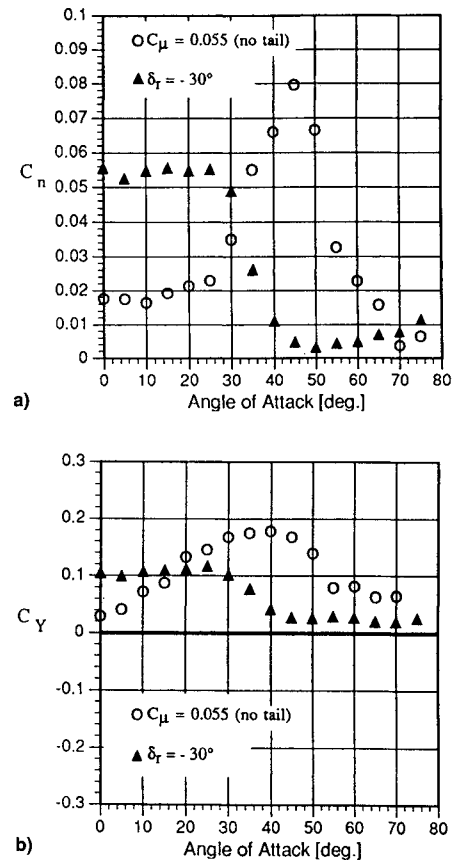 0.1
0.09
0.08
0.07
0.06
0.05
0.04
0.03
0.02
0.01
0
C n
Cμ = 0.055 (no tail)
δr = - 30°
0 10 20 30 40 50 60 70 80
Angle of Attack [deg.]
a)
0.3
0.2
0.1
0
-0.1
-0.2
-0.3
C Y
Cμ = 0.055 (no tail)
δr = - 30°
0 10 20 30 40 50 60 70 80
Angle of Attack [deg.]
b)